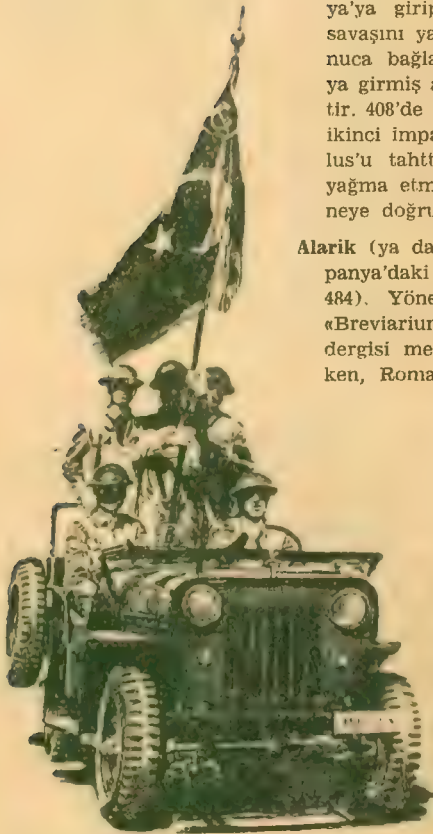 ya'ya girip
savaşını ya
nuca bağla
ya girmiş a
tir. 408'de
ikinci impa
lus'u tahtt
yağma etm
neye doğru
Alarik (ya da
panya'daki
484). Yöne
«Breviarium
dergisi me
ken, Roma